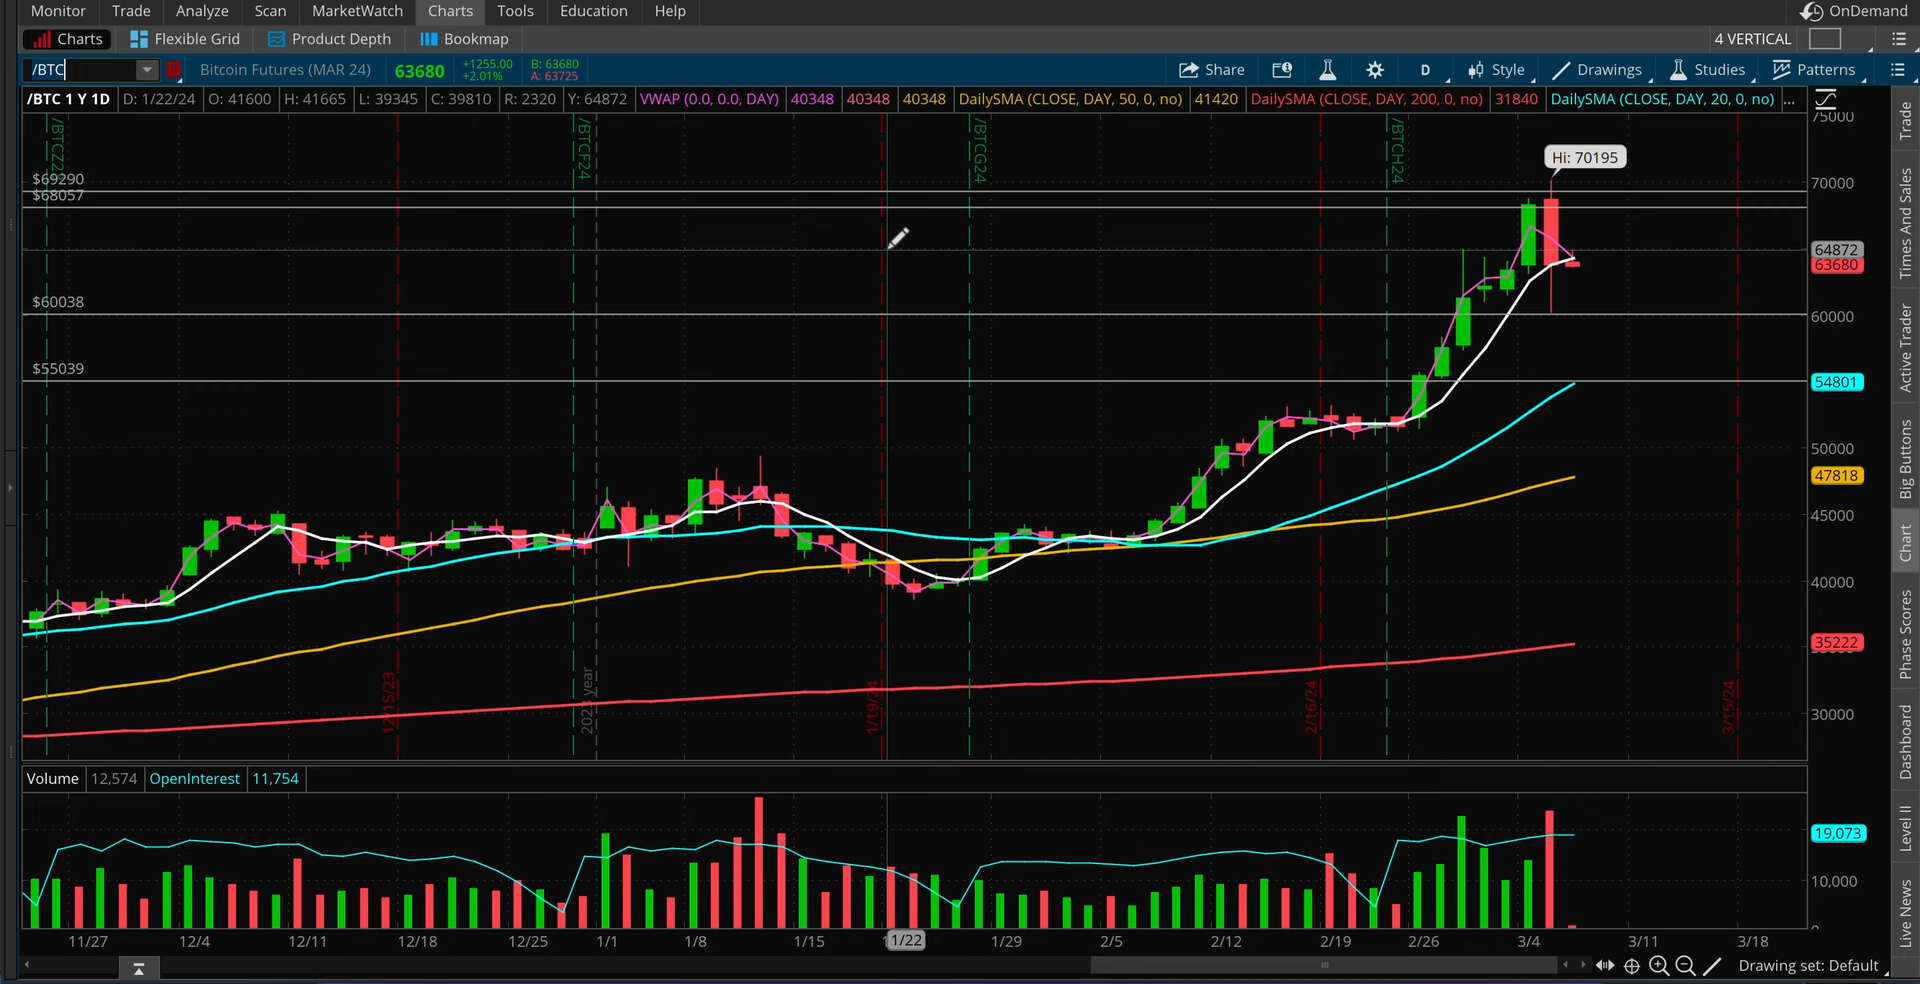 Monitor Trade Analyze Scan MarketWatch Charts Tools Education Help OnDemand
Charts Flexible Grid Product Depth Bookmap 4 VERTICAL
/BTC Bitcoin Futures (MAR 24) 63680 +1255.00 +2.01% B: 63680 A: 63725 Share D Style Drawings Studies Patterns
/BTC 1 Y 1D D: 1/22/24 O: 41600 H: 41665 L: 39345 C: 39810 R: 2320 Y: 64872 VWAP (0.0, 0.0, DAY) 40348 40348 40348 DailySMA (CLOSE, DAY, 50, 0, no) 41420 DailySMA (CLOSE, DAY, 200, 0, no) 31840 DailySMA (CLOSE, DAY, 20, 0, no) ...
75000
/BTCF24
/BTCG24
/BTCH24
Hi: 70195
$69290
$68057
70000
64872
63680
$60038
60000
$55039
54801
50000
47818
45000
40000
35222
30000
12/15/23
2023 year
1/19/24
2/16/24
3/15/24
Volume 12,574 OpenInterest 11,754
19,073
10,000
11/27 12/4 12/11 12/18 12/25 1/1 1/8 1/15 1/22 1/29 2/5 2/12 2/19 2/26 3/4 3/11 3/18
Drawing set: Default
Trade
Times And Sales
Active Trader
Big Buttons
Chart
Phase Scores
Dashboard
Level II
Live News